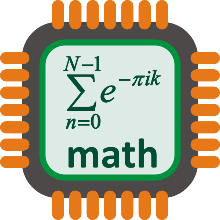 N−1
∑ e^{−πik}
n=0
math